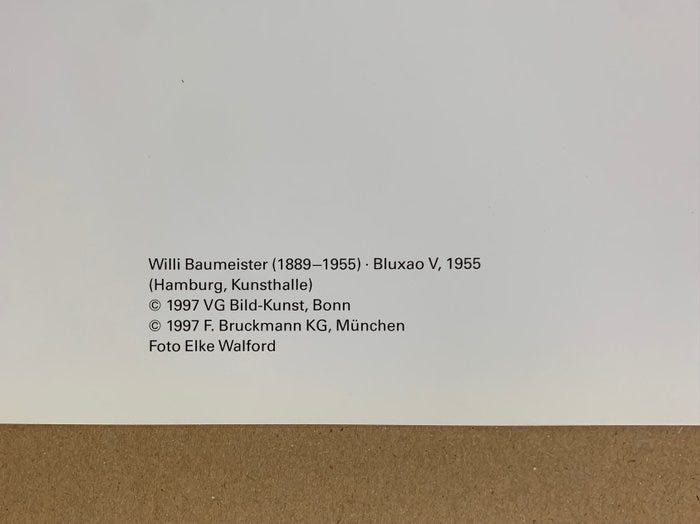 Willi Baumeister (1889–1955) · Bluxao V, 1955
(Hamburg, Kunsthalle)
© 1997 VG Bild-Kunst, Bonn
© 1997 F. Bruckmann KG, München
Foto Elke Walford